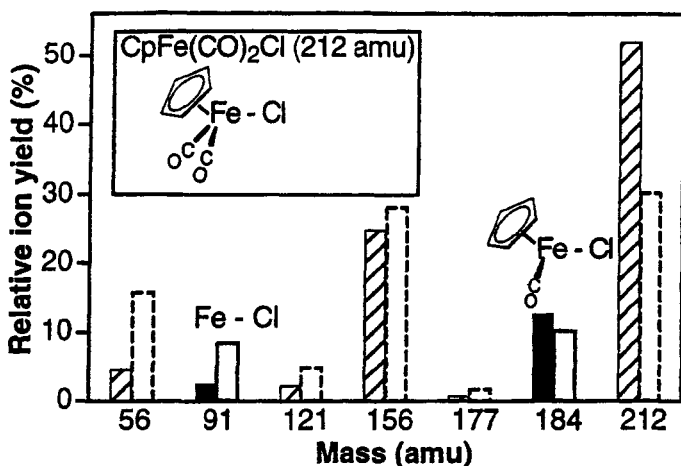 Relative ion yield (%)
50
40
30
20
10
0
CpFe(CO)₂Cl (212 amu)
Fe - Cl
C
O
C
O
Fe - Cl
Fe - Cl
C
O
56 91 121 156 177 184 212
Mass (amu)